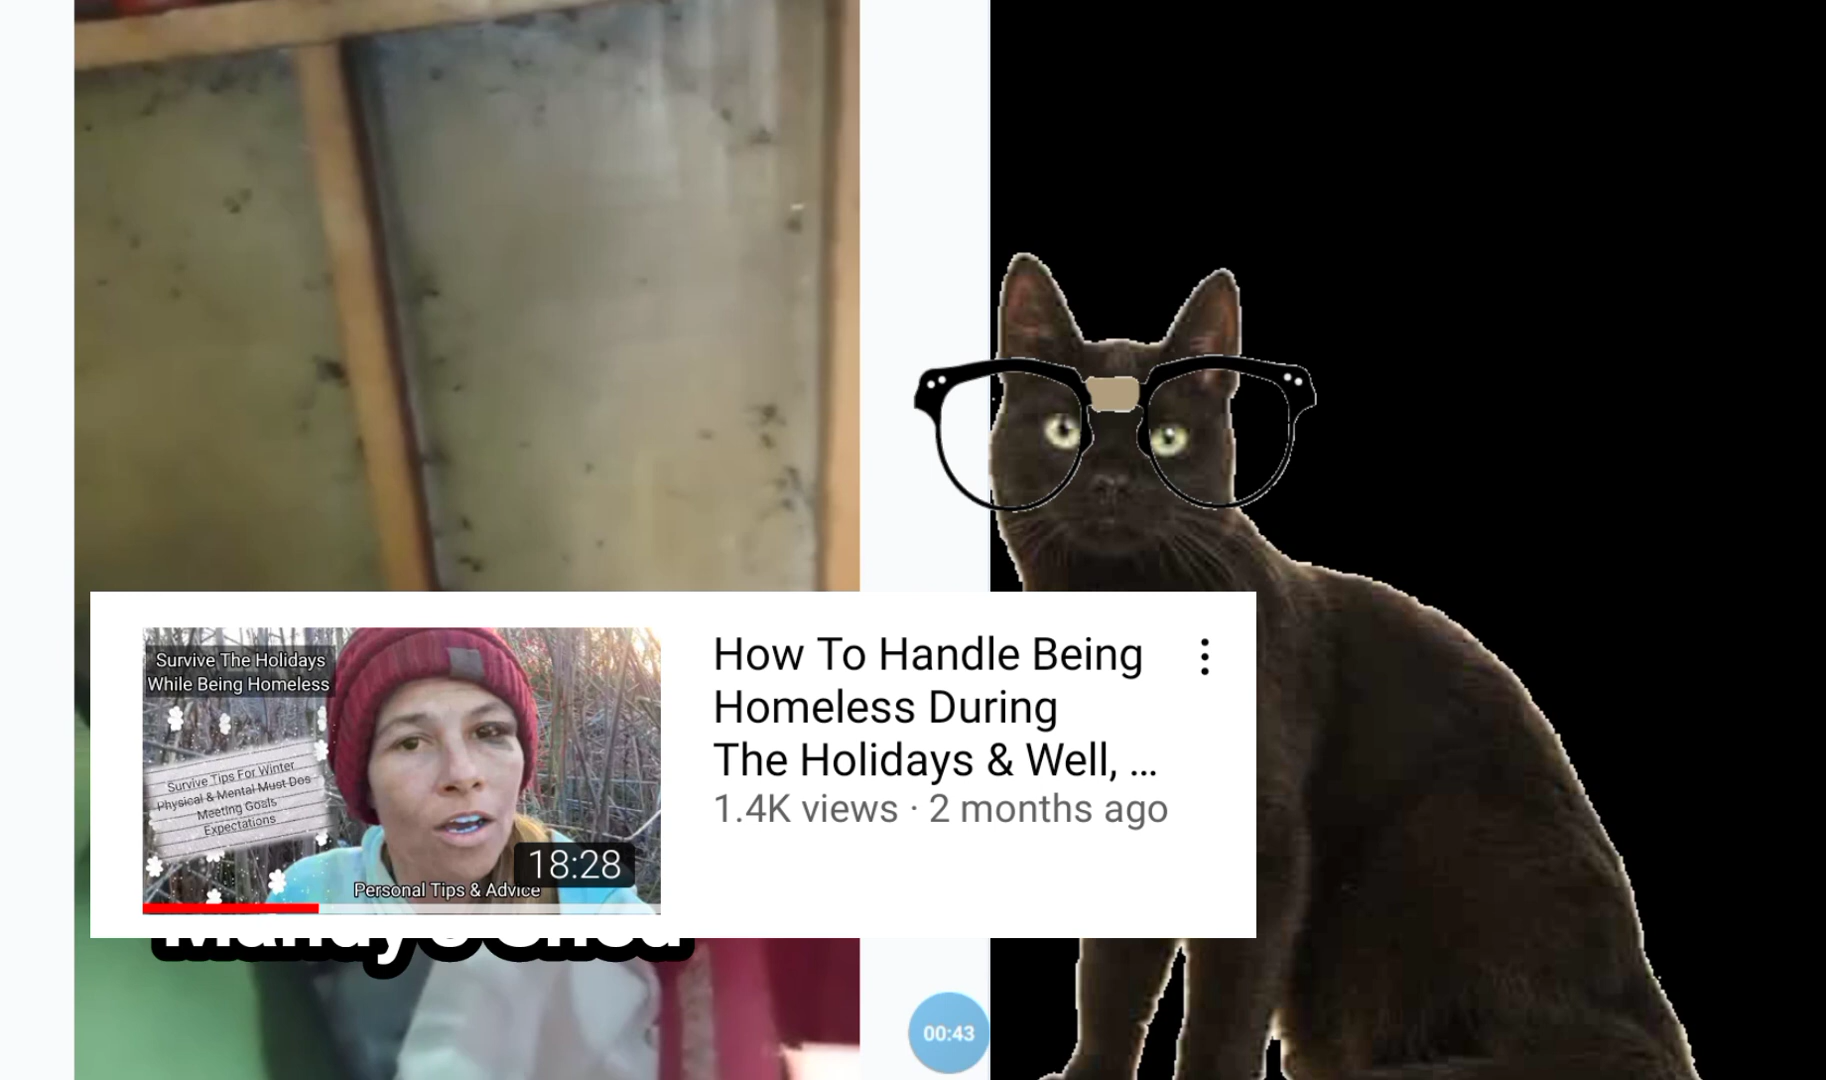 Survive The Holidays
While Being Homeless
Survive Tips For Winter
Physical & Mental Must Dos
Meeting Goals
Expectations
18:28
Personal Tips & Advice
How To Handle Being
Homeless During
The Holidays & Well, ...
1.4K views · 2 months ago
00:43